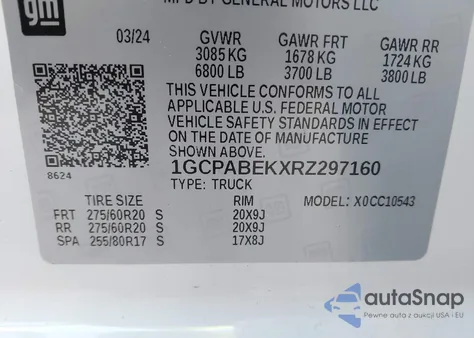 MFD BY GENERAL MOTORS LLC
gm
03/24 GVWR GAWR FRT GAWR RR
3085 KG 1678 KG 1724 KG
6800 LB 3700 LB 3800 LB
THIS VEHICLE CONFORMS TO ALL
APPLICABLE U.S. FEDERAL MOTOR
VEHICLE SAFETY STANDARDS IN EFFECT
ON THE DATE OF MANUFACTURE
SHOWN ABOVE.
8624
1GCPABEKXRZ297160
TYPE: TRUCK
TIRE SIZE RIM MODEL: X0CC10543
FRT 275/60R20 S 20X9J
RR 275/60R20 S 20X9J
SPA 255/80R17 S 17X8J
autoSnap
Pewne auto z aukcji USA i EU